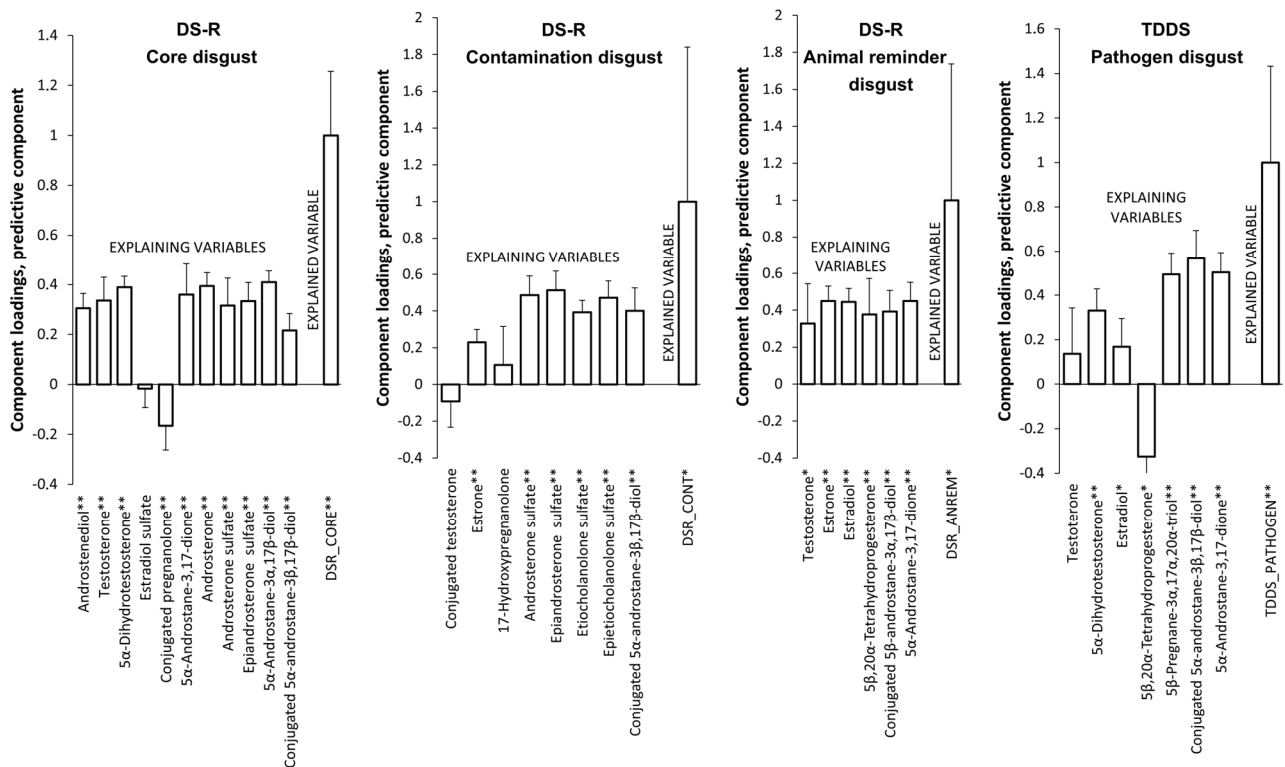 DS-R
Core disgust
Component loadings, predictive component
1.4
1.2
1
0.8
0.6
0.4
0.2
0
-0.2
-0.4
EXPLAINING VARIABLES
EXPLAINED VARIABLE
Androstenediol**
Testosterone**
5α-Dihydrotestosterone**
Estradiol sulfate
Conjugated pregnanolone**
5α-Androstane-3,17-dione**
Androsterone**
Androsterone sulfate**
Epiandrosterone sulfate**
5α-Androstane-3α,17β-diol**
Conjugated 5α-androstane-3β,17β-diol**
DSR_CORE**
DS-R
Contamination disgust
Component loadings, predictive component
2
1.8
1.6
1.4
1.2
1
0.8
0.6
0.4
0.2
0
-0.2
-0.4
EXPLAINING VARIABLES
EXPLAINED VARIABLE
Conjugated testosterone
Estrone**
17-Hydroxypregnanolone
Androsterone sulfate**
Epiandrosterone sulfate**
Etiocholanolone sulfate**
Epietiocholanolone sulfate**
Conjugated 5α-androstane-3β,17β-diol**
DSR_CONT*
DS-R
Animal reminder
disgust
Component loadings, predictive component
2
1.8
1.6
1.4
1.2
1
0.8
0.6
0.4
0.2
0
-0.2
-0.4
EXPLAINING
VARIABLES
EXPLAINED VARIABLE
Testosterone*
Estrone**
Estradiol**
5β,20α-Tetrahydroprogesterone**
Conjugated 5β-androstane-3α,17β-diol**
5α-Androstane-3,17-dione**
DSR_ANREM*
TDDS
Pathogen disgust
Component loadings, predictive component
1.6
1.4
1.2
1
0.8
0.6
0.4
0.2
0
-0.2
-0.4
EXPLAINING
VARIABLES
EXPLAINED VARIABLE
Testoterone
5α-Dihydrotestosterone**
Estradiol*
5β,20α-Tetrahydroprogesterone*
5β-Pregnane-3α,17α,20α-triol**
Conjugated 5α-androstane-3β,17β-diol**
5α-Androstane-3,17-dione**
TDDS_PATHOGEN**